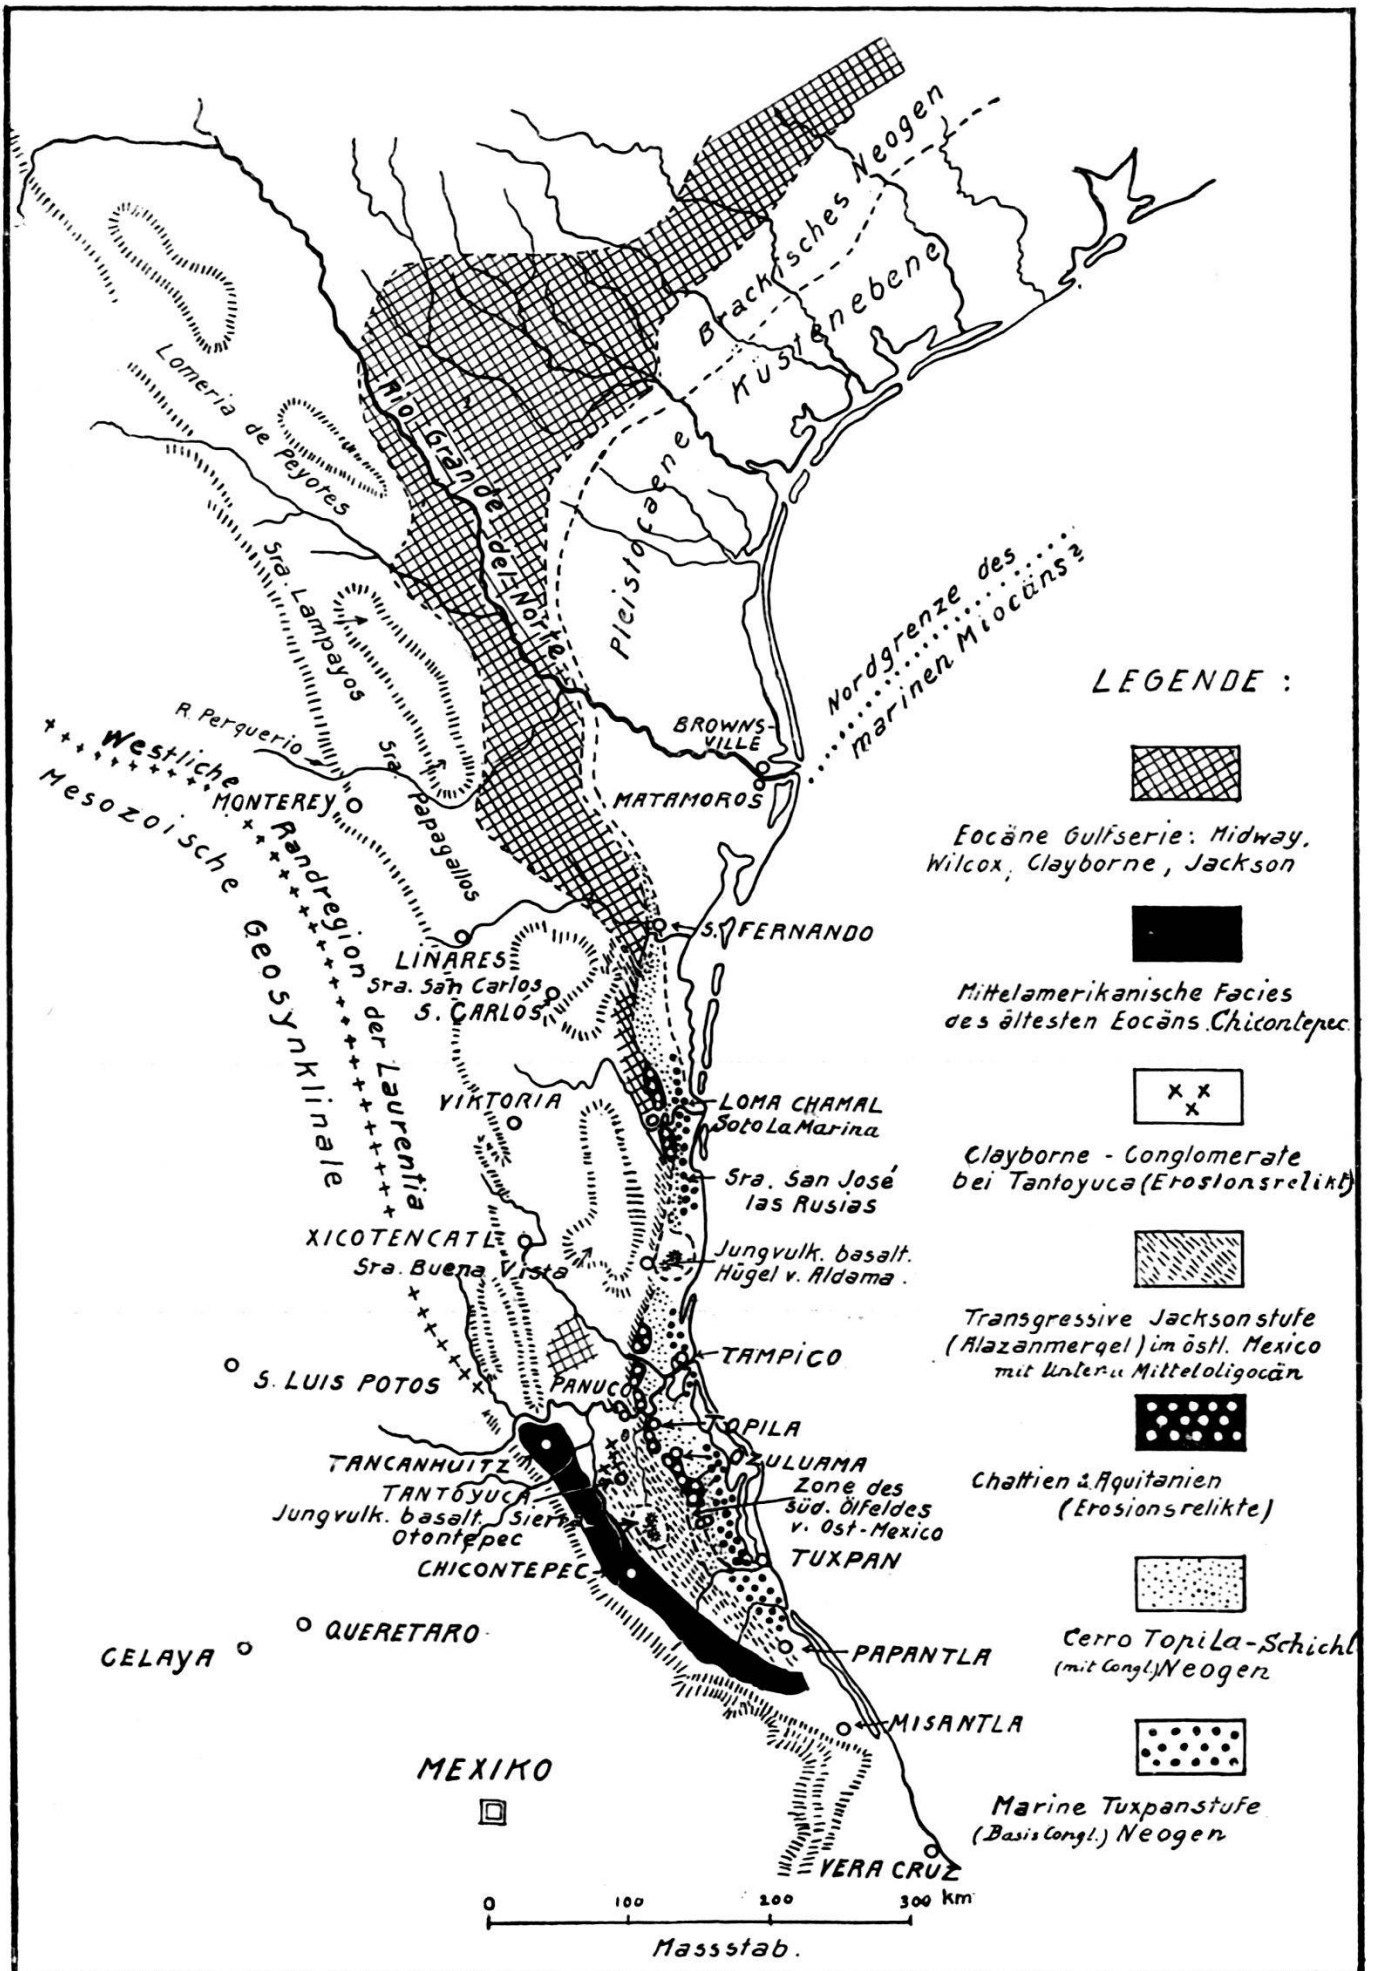 Brackisches Neogen
Küstenebene
Pleistofaene
Lomeria de Peyotes
Rio Grande del Norte
Sra. Lampayos
Nordgrenze des
marinen Miocäns?
R. Perquerio
Sra. Papagallos
Westliche Randregion der Laurentia
Mesozoische Geosynklinale
MONTEREY
BROWNS-
VILLE
MATAMOROS
S. FERNANDO
LIÑARES
Sra. San Carlos
S. CARLOS
VIKTORIA
LOMA CHAMAL
Soto La Marina
Sra. San José
las Rusias
XICOTENCATL
Sra. Buena Vista
Jungvulk. basalt.
Hügel v. Aldama.
TAMPICO
S. LUIS POTOS
PANUCO
TOPILA
TANCANHUITZ
ZULUAMA
TANTOYUCA
Zone des
süd. Ölfeldes
v. Ost-Mexico
Jungvulk. basalt. Sierra
Otontepec
TUXPAN
CHICONTEPEC
QUERETARO
CELAYA
PAPANTLA
MISANTLA
MEXIKO
VERA CRUZ
0 100 200 300 km
Massstab.
LEGENDE:
Eocäne Gulfserie: Midway,
Wilcox, Clayborne, Jackson
Mittelamerikanische Facies
des ältesten Eocäns. Chicontepec.
Clayborne - Conglomerate
bei Tantoyuca (Erosionsrelikt)
Transgressive Jacksonstufe
(Alazanmergel) im östl. Mexico
mit Unter u Mitteloligocän
Chattien u. Aquitanien
(Erosionsrelikte)
Cerro Topila-Schicht
(mit Congl.) Neogen
Marine Tuxpanstufe
(Basis Congl.) Neogen